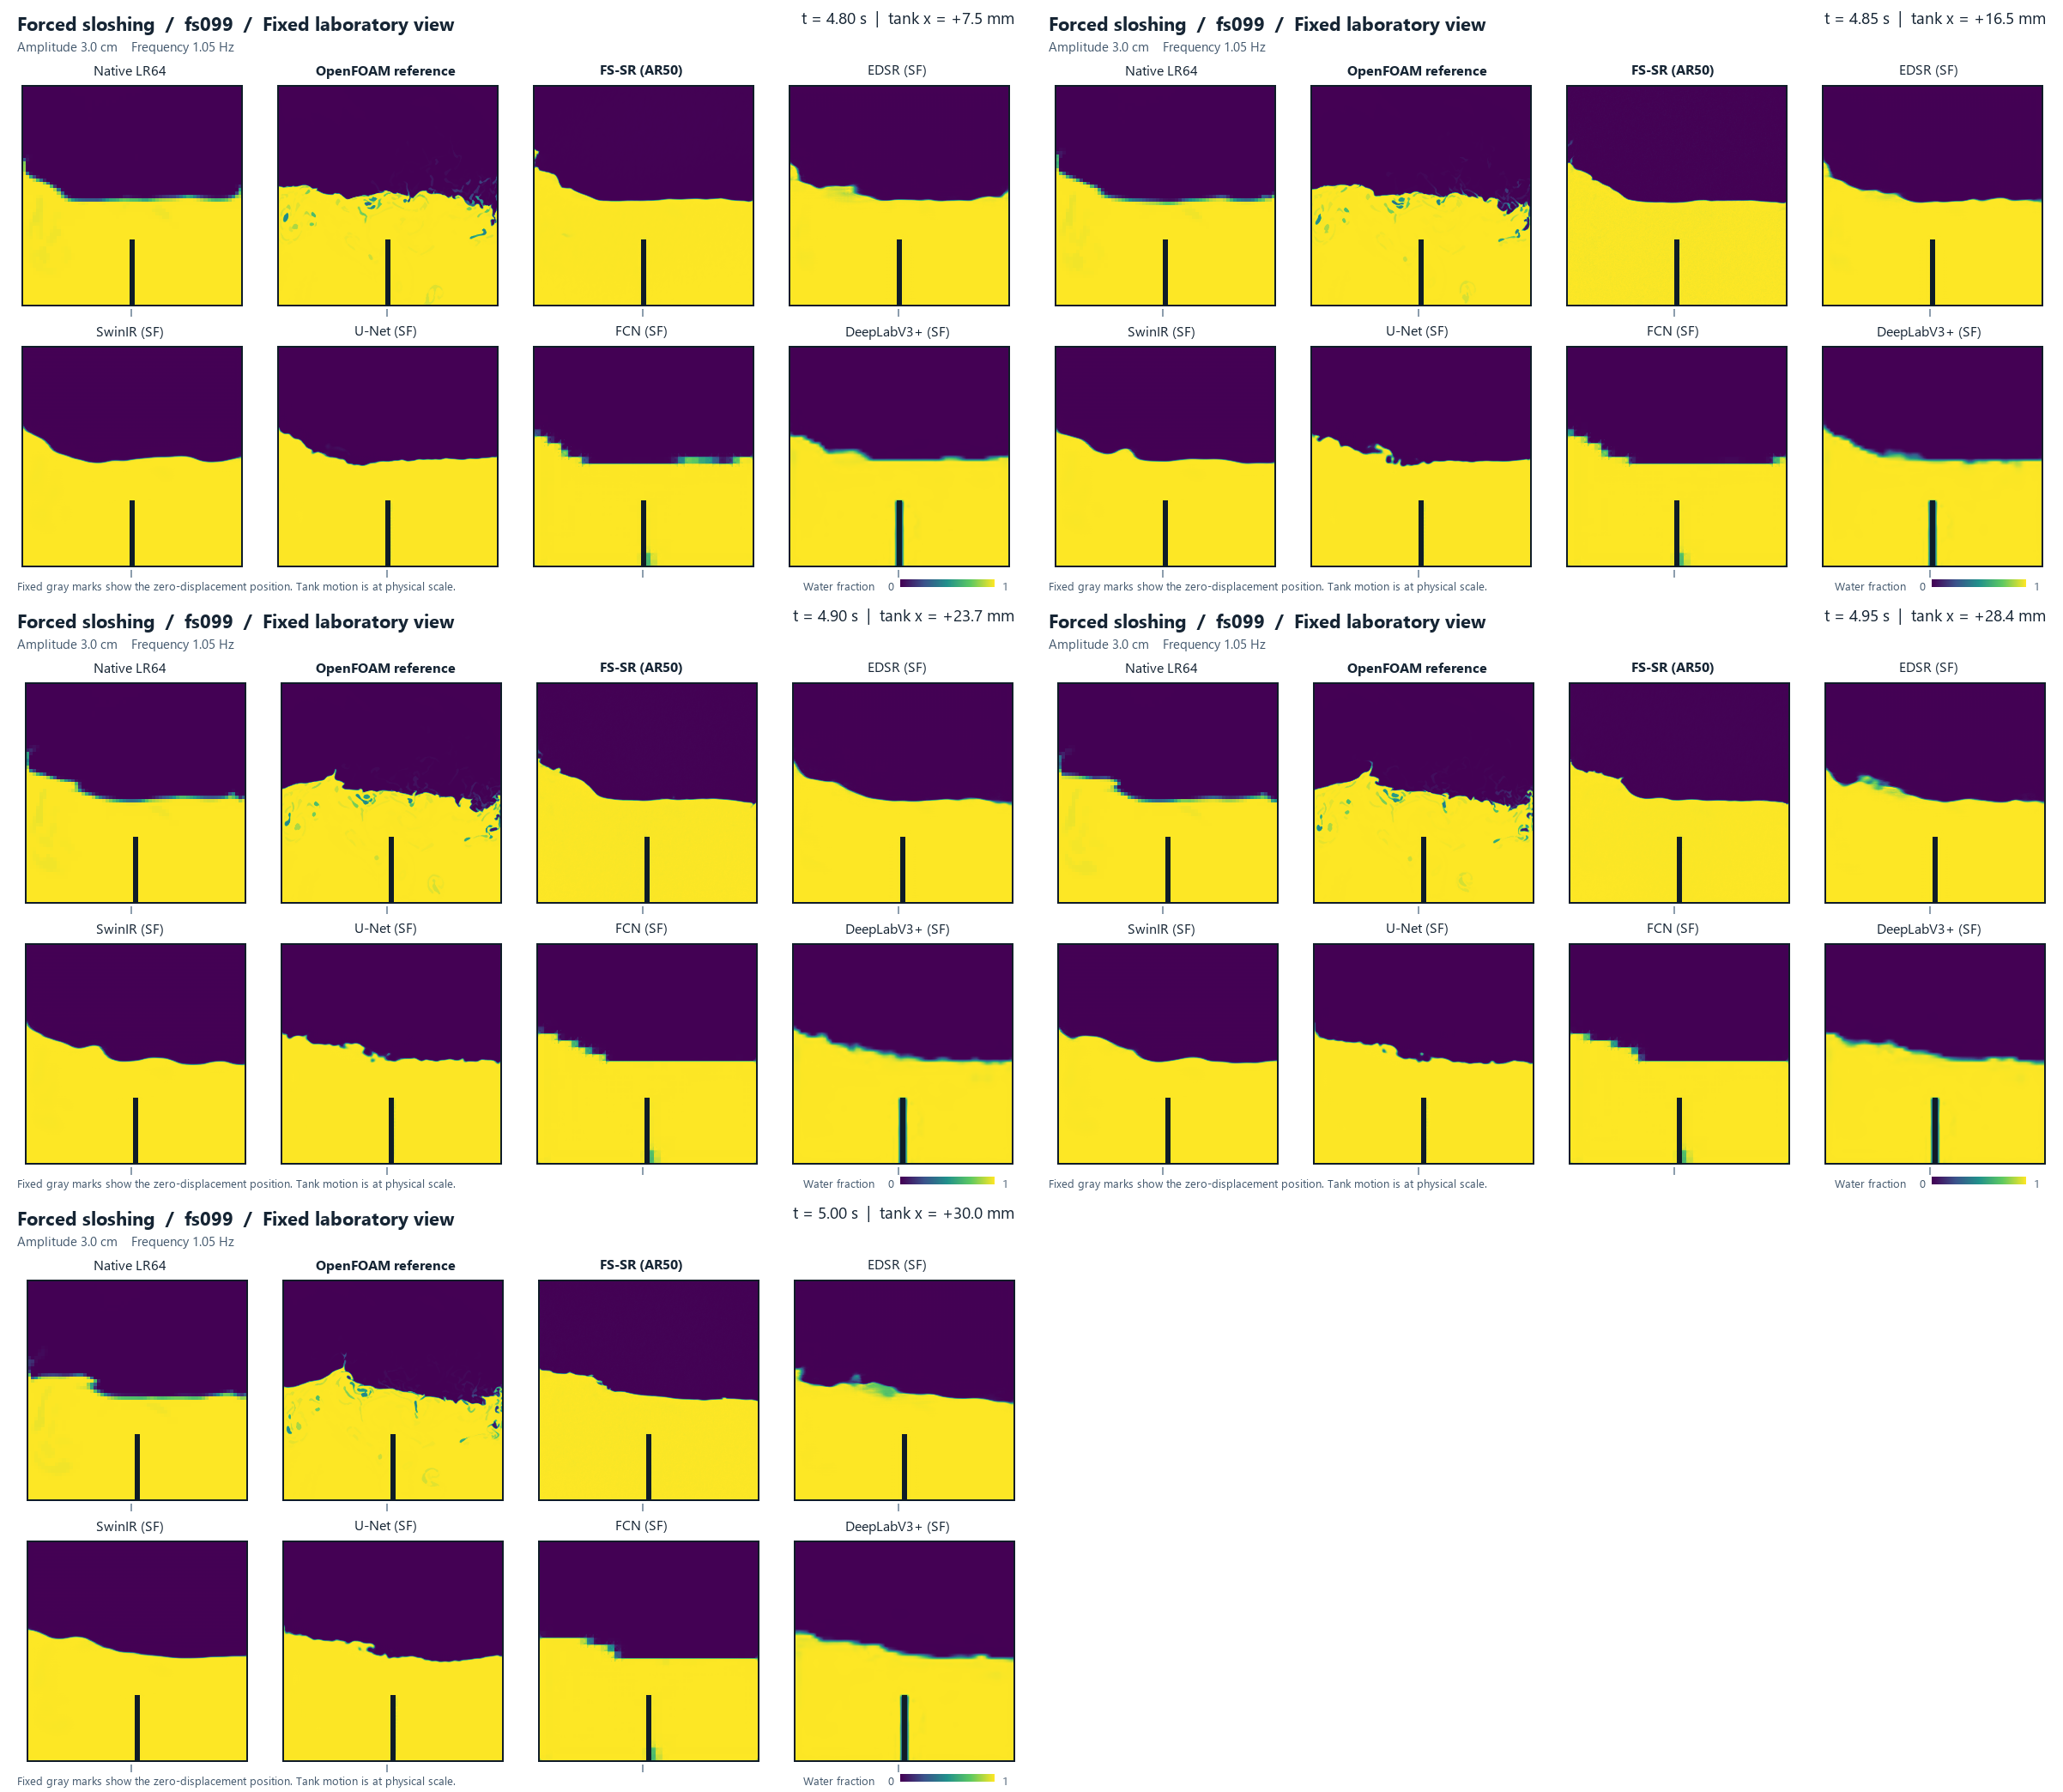 Forced sloshing / fs099 / Fixed laboratory view
t = 4.80 s | tank x = +7.5 mm
Amplitude 3.0 cm Frequency 1.05 Hz
Native LR64
OpenFOAM reference
FS-SR (AR50)
EDSR (SF)
SwinIR (SF)
U-Net (SF)
FCN (SF)
DeepLabV3+ (SF)
Fixed gray marks show the zero-displacement position. Tank motion is at physical scale.
Water fraction 0 1
Forced sloshing / fs099 / Fixed laboratory view
t = 4.85 s | tank x = +16.5 mm
Amplitude 3.0 cm Frequency 1.05 Hz
Native LR64
OpenFOAM reference
FS-SR (AR50)
EDSR (SF)
SwinIR (SF)
U-Net (SF)
FCN (SF)
DeepLabV3+ (SF)
Fixed gray marks show the zero-displacement position. Tank motion is at physical scale.
Water fraction 0 1
Forced sloshing / fs099 / Fixed laboratory view
t = 4.90 s | tank x = +23.7 mm
Amplitude 3.0 cm Frequency 1.05 Hz
Native LR64
OpenFOAM reference
FS-SR (AR50)
EDSR (SF)
SwinIR (SF)
U-Net (SF)
FCN (SF)
DeepLabV3+ (SF)
Fixed gray marks show the zero-displacement position. Tank motion is at physical scale.
Water fraction 0 1
Forced sloshing / fs099 / Fixed laboratory view
t = 4.95 s | tank x = +28.4 mm
Amplitude 3.0 cm Frequency 1.05 Hz
Native LR64
OpenFOAM reference
FS-SR (AR50)
EDSR (SF)
SwinIR (SF)
U-Net (SF)
FCN (SF)
DeepLabV3+ (SF)
Fixed gray marks show the zero-displacement position. Tank motion is at physical scale.
Water fraction 0 1
Forced sloshing / fs099 / Fixed laboratory view
t = 5.00 s | tank x = +30.0 mm
Amplitude 3.0 cm Frequency 1.05 Hz
Native LR64
OpenFOAM reference
FS-SR (AR50)
EDSR (SF)
SwinIR (SF)
U-Net (SF)
FCN (SF)
DeepLabV3+ (SF)
Fixed gray marks show the zero-displacement position. Tank motion is at physical scale.
Water fraction 0 1